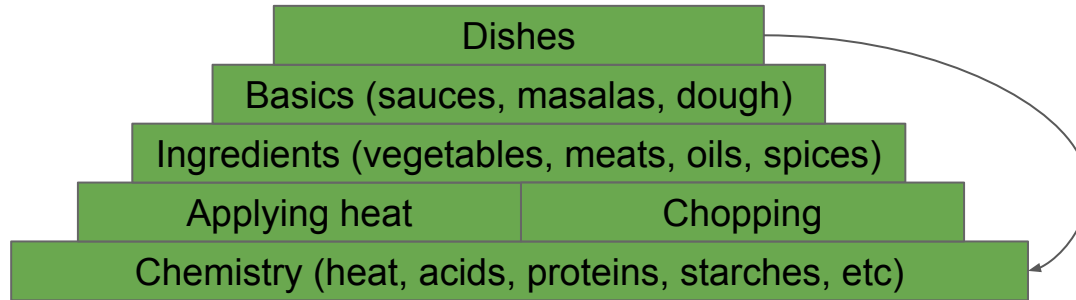 Dishes
Basics (sauces, masalas, dough)
Ingredients (vegetables, meats, oils, spices)
Applying heat
Chopping
Chemistry (heat, acids, proteins, starches, etc)